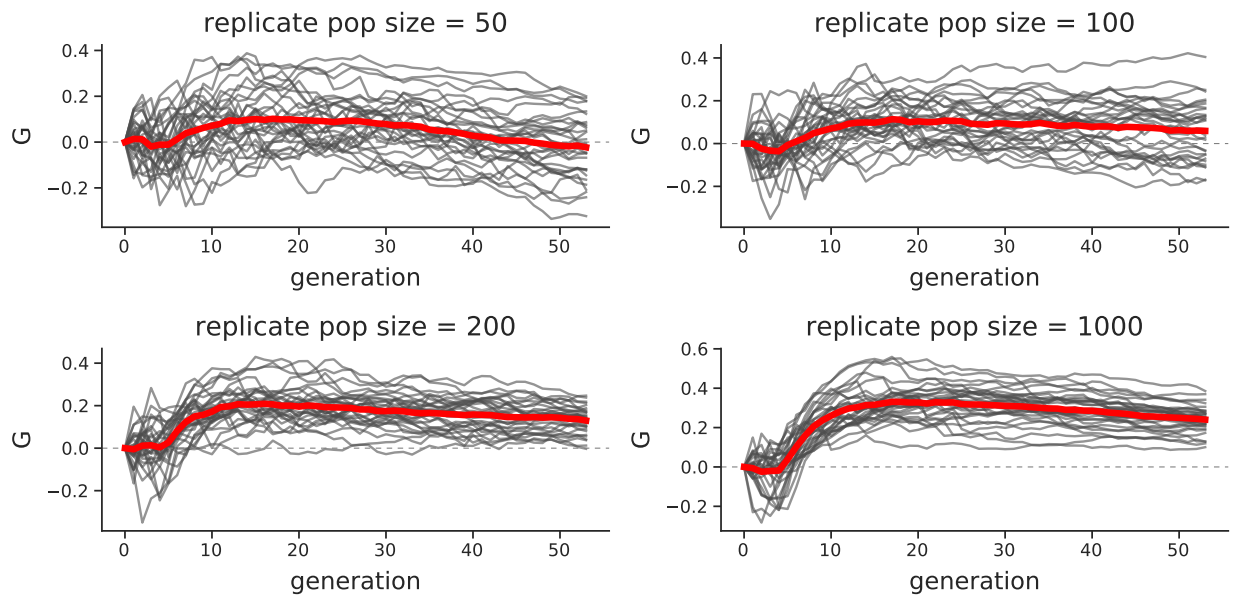 replicate pop size = 50
G
0.4
0.2
0.0
−0.2
0 10 20 30 40 50
generation
replicate pop size = 100
G
0.4
0.2
0.0
−0.2
0 10 20 30 40 50
generation
replicate pop size = 200
G
0.4
0.2
0.0
−0.2
0 10 20 30 40 50
generation
replicate pop size = 1000
G
0.6
0.4
0.2
0.0
−0.2
0 10 20 30 40 50
generation